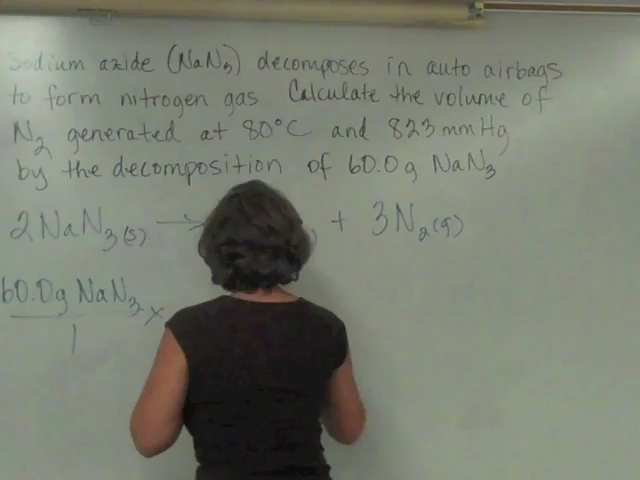 Sodium azide (NaN3) decomposes in auto airbags
to form nitrogen gas Calculate the volume of
N2 generated at 80°C and 823 mmHg
by the decomposition of 60.0g NaN3
2NaN3(s) → ) + 3N2(g)
60.0g NaN3 x
1